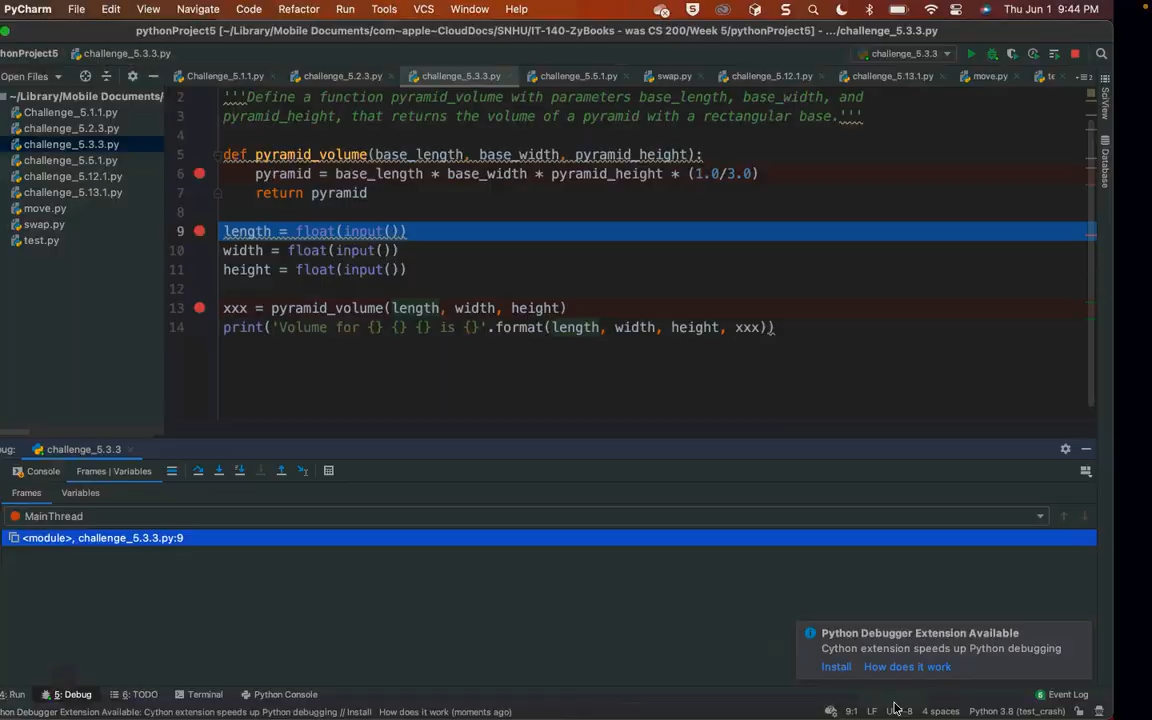 PyCharm File Edit View Navigate Code Refactor Run Tools VCS Window Help Thu Jun 1 9:44 PM
pythonProject5 [~/Library/Mobile Documents/com~apple~CloudDocs/SNHU/IT-140-ZyBooks - was CS 200/Week 5/pythonProject5] - .../challenge_5.3.3.py
thonProject5 challenge_5.3.3.py challenge_5.3.3
Open Files Challenge_5.1.1.py challenge_5.2.3.py challenge_5.3.3.py challenge_5.5.1.py swap.py challenge_5.12.1.py challenge_5.13.1.py move.py te
~/Library/Mobile Documents/
Challenge_5.1.1.py
challenge_5.2.3.py
challenge_5.3.3.py
challenge_5.5.1.py
challenge_5.12.1.py
challenge_5.13.1.py
move.py
swap.py
test.py
2 '''Define a function pyramid_volume with parameters base_length, base_width, and
3 pyramid_height, that returns the volume of a pyramid with a rectangular base.'''
4
5 def pyramid_volume(base_length, base_width, pyramid_height):
6 pyramid = base_length * base_width * pyramid_height * (1.0/3.0)
7 return pyramid
8
9 length = float(input())
10 width = float(input())
11 height = float(input())
12
13 xxx = pyramid_volume(length, width, height)
14 print('Volume for {} {} {} is {}'.format(length, width, height, xxx))
SciView
Database
ug: challenge_5.3.3
Console Frames | Variables
Frames Variables
MainThread
<module>, challenge_5.3.3.py:9
Python Debugger Extension Available
Cython extension speeds up Python debugging
Install How does it work
4: Run 5: Debug 6: TODO Terminal Python Console 6 Event Log
Python Debugger Extension Available: Cython extension speeds up Python debugging // Install How does it work (moments ago) 9:1 LF 4 spaces Python 3.8 (test_crash)